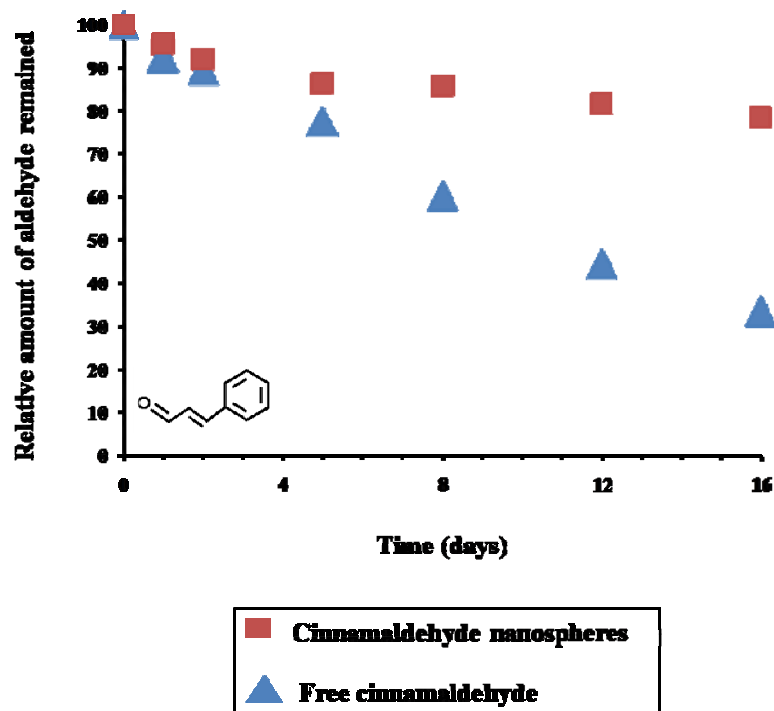 Relative amount of aldehyde remained
100
90
80
70
60
50
40
30
20
10
0
O
0 4 8 12 16
Time (days)
Cinnamaldehyde nanospheres
Free cinnamaldehyde